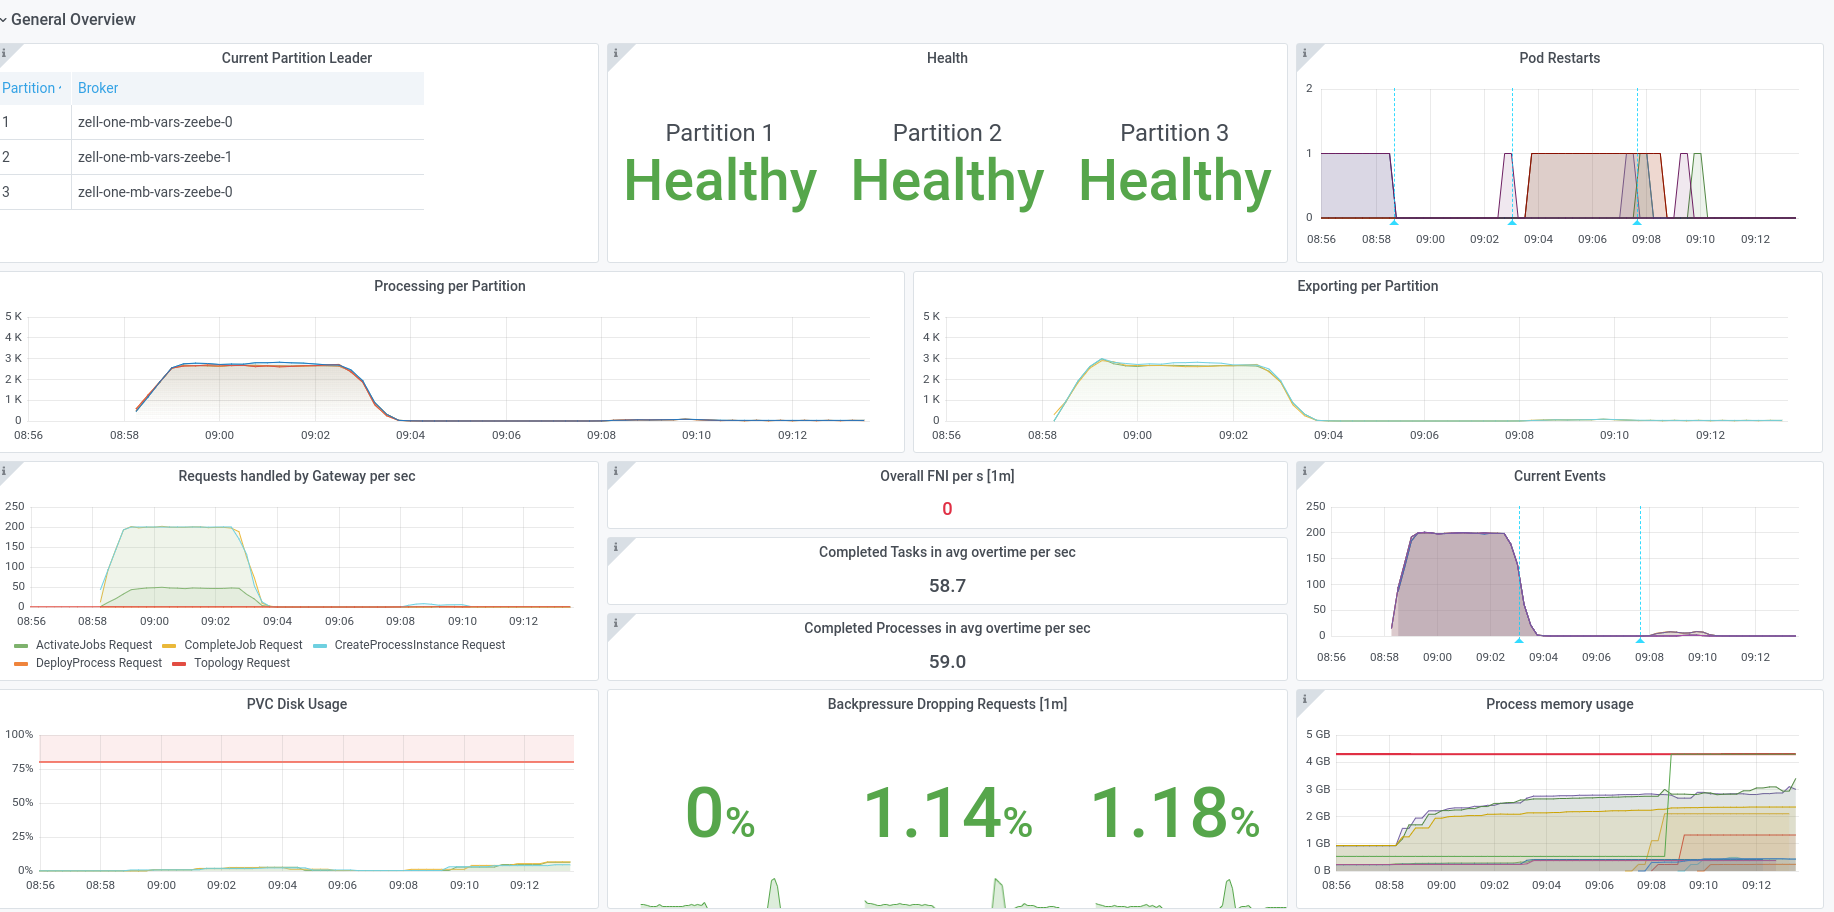 General Overview
Current Partition Leader
Partition Broker
1 zell-one-mb-vars-zeebe-0
2 zell-one-mb-vars-zeebe-1
3 zell-one-mb-vars-zeebe-0
Health
Partition 1 Partition 2 Partition 3
Healthy Healthy Healthy
Pod Restarts
2
1
0
08:56 08:58 09:00 09:02 09:04 09:06 09:08 09:10 09:12
Processing per Partition
5 K
4 K
3 K
2 K
1 K
0
08:56 08:58 09:00 09:02 09:04 09:06 09:08 09:10 09:12
Exporting per Partition
5 K
4 K
3 K
2 K
1 K
0
08:56 08:58 09:00 09:02 09:04 09:06 09:08 09:10 09:12
Requests handled by Gateway per sec
250
200
150
100
50
0
08:56 08:58 09:00 09:02 09:04 09:06 09:08 09:10 09:12
ActivateJobs Request CompleteJob Request CreateProcessInstance Request
DeployProcess Request Topology Request
Overall FNI per s [1m]
0
Completed Tasks in avg overtime per sec
58.7
Completed Processes in avg overtime per sec
59.0
Current Events
250
200
150
100
50
0
08:56 08:58 09:00 09:02 09:04 09:06 09:08 09:10 09:12
PVC Disk Usage
100%
75%
50%
25%
0%
08:56 08:58 09:00 09:02 09:04 09:06 09:08 09:10 09:12
Backpressure Dropping Requests [1m]
0% 1.14% 1.18%
Process memory usage
5 GB
4 GB
3 GB
2 GB
1 GB
0 B
08:56 08:58 09:00 09:02 09:04 09:06 09:08 09:10 09:12